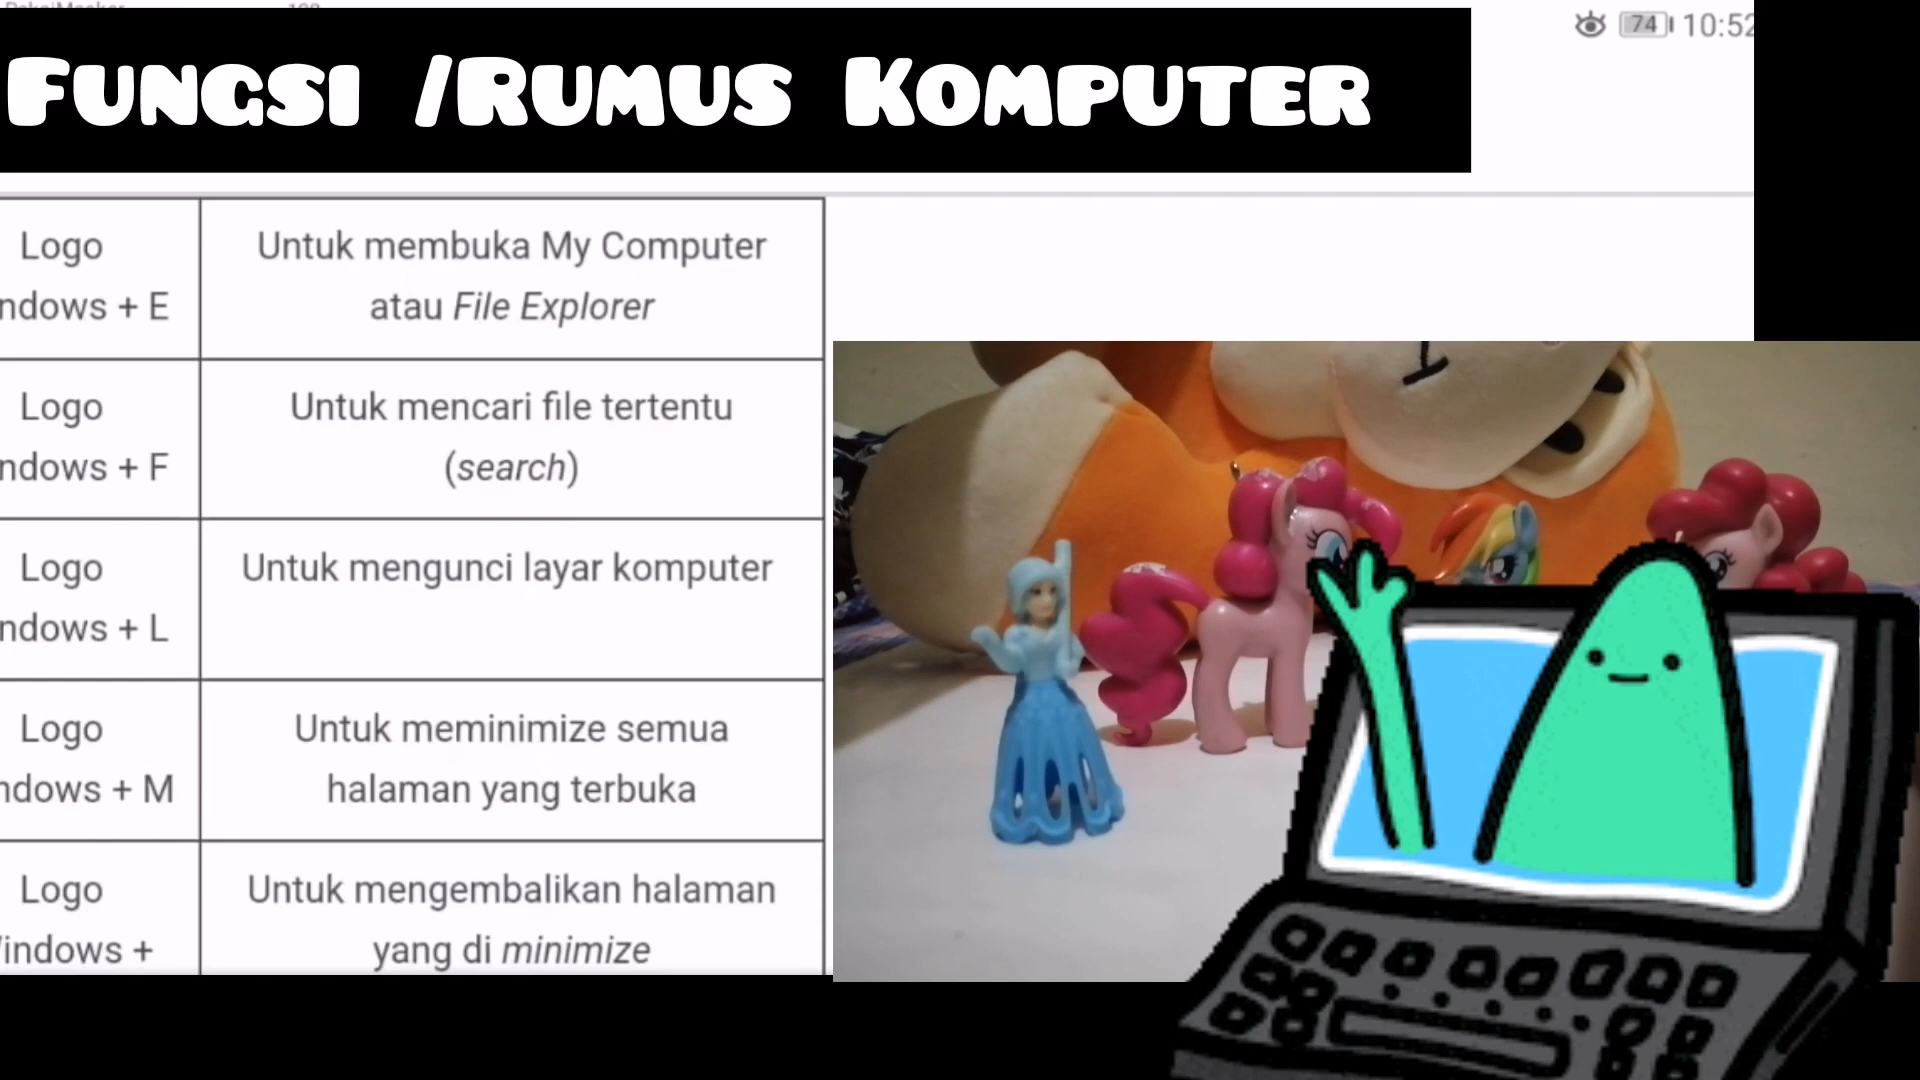 74 10:52
FUNGSI /RUMUS KOMPUTER
Logo
ndows + E
Untuk membuka My Computer
atau File Explorer
Logo
ndows + F
Untuk mencari file tertentu
(search)
Logo
ndows + L
Untuk mengunci layar komputer
Logo
ndows + M
Untuk meminimize semua
halaman yang terbuka
Logo
indows +
Untuk mengembalikan halaman
yang di minimize